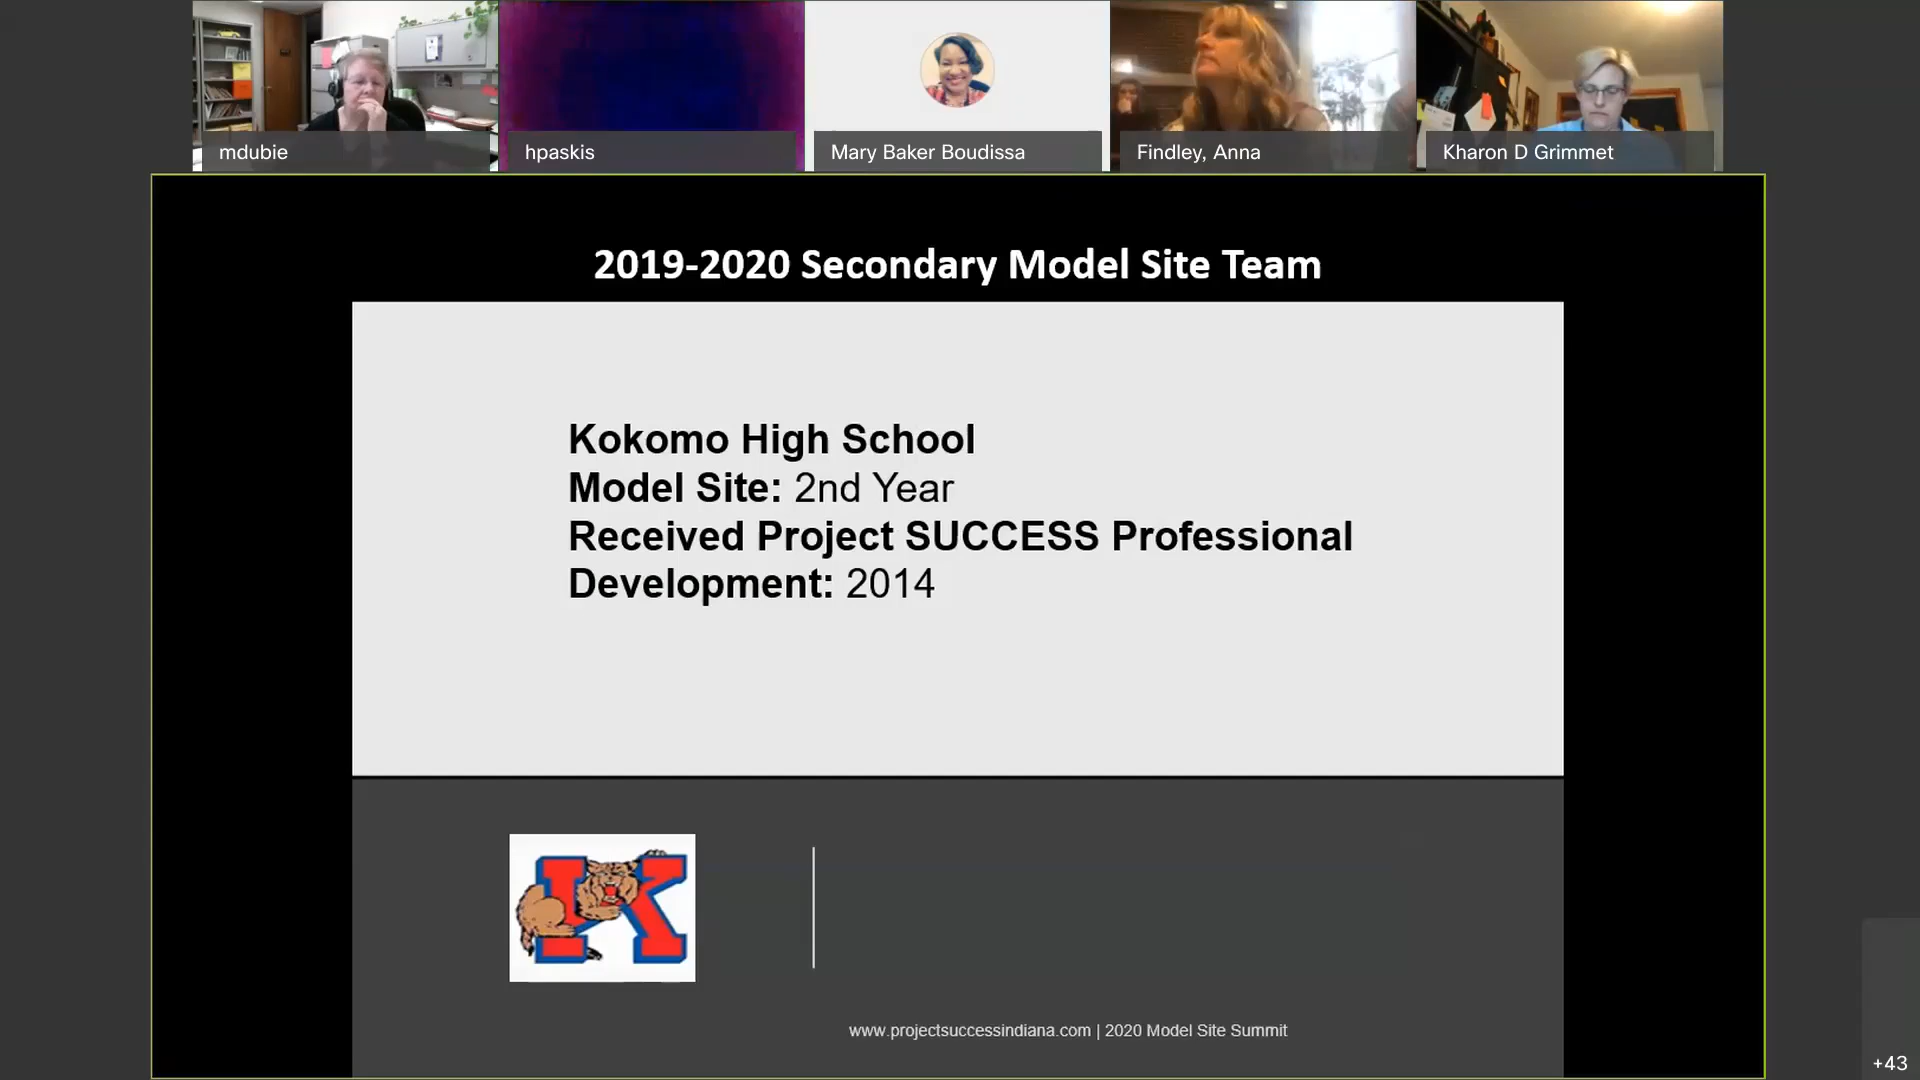 mdubie
hpaskis
Mary Baker Boudissa
Findley, Anna
Kharon D Grimmet
2019-2020 Secondary Model Site Team
Kokomo High School
Model Site: 2nd Year
Received Project SUCCESS Professional
Development: 2014
K
www.projectsuccessindiana.com | 2020 Model Site Summit
+43